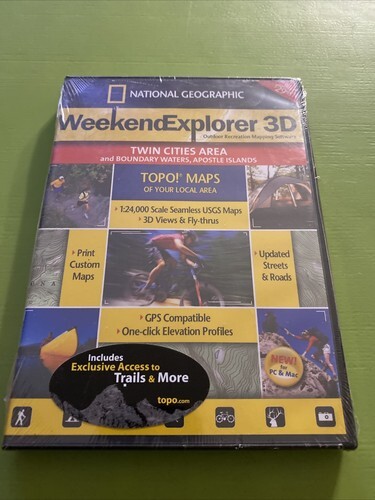 NATIONAL GEOGRAPHIC
WeekendExplorer 3D
Outdoor Recreation Mapping Software
TWIN CITIES AREA
and BOUNDARY WATERS, APOSTLE ISLANDS
TOPO!® MAPS
OF YOUR LOCAL AREA
1:24,000 Scale Seamless USGS Maps
3D Views & Fly-thrus
Print
Custom
Maps
Updated
Streets
& Roads
GPS Compatible
One-click Elevation Profiles
NEW!
for
PC & Mac
Includes
Exclusive Access to
Trails & More
topo.com